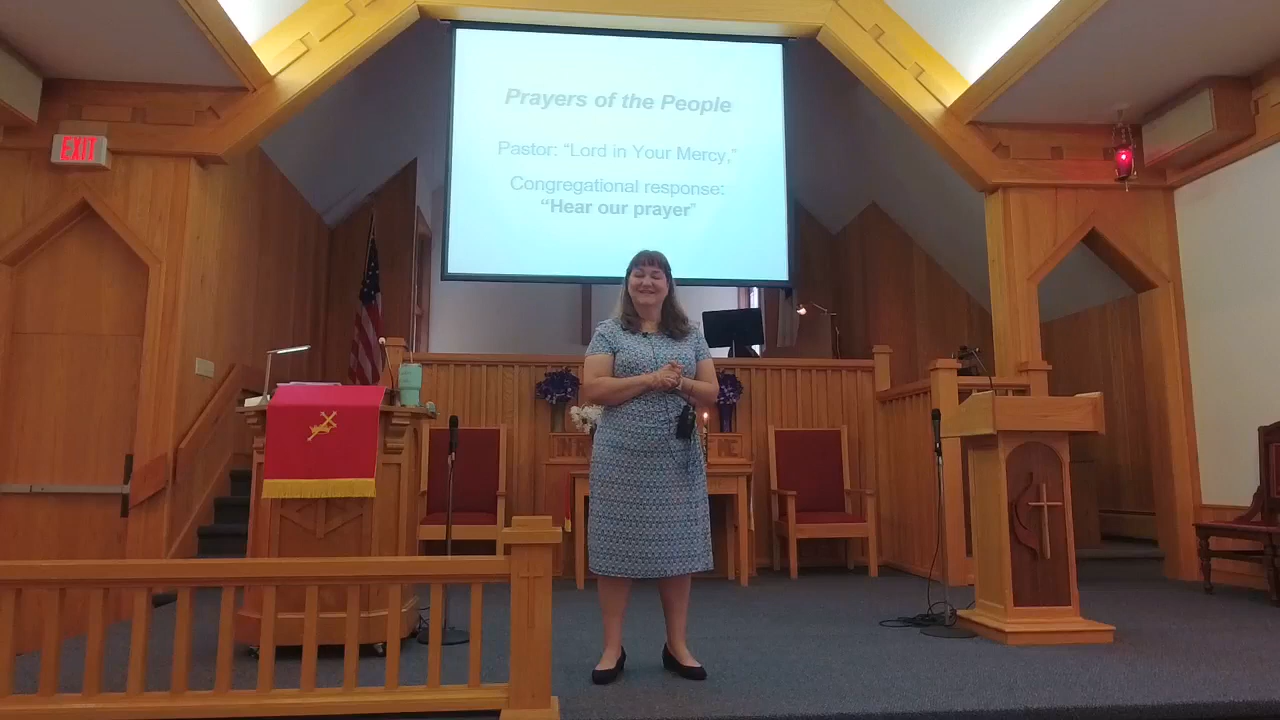 Prayers of the People
EXIT
Pastor: “Lord in Your Mercy,”
Congregational response:
“Hear our prayer”